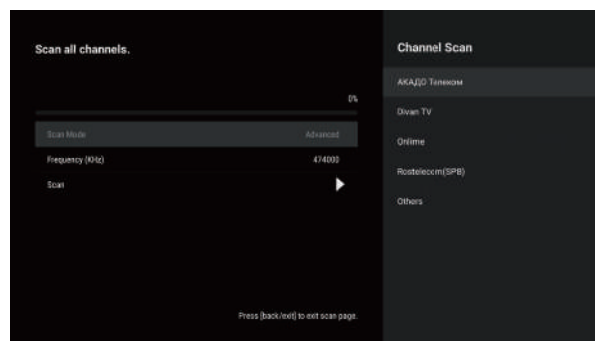 Scan all channels.
0%
Scan Mode Advanced
Frequency (KHz) 474000
Scan
Press [back/exit] to exit scan page.
Channel Scan
АКАДО Телеком
Divan TV
Onlime
Rostelecom(SPB)
Others